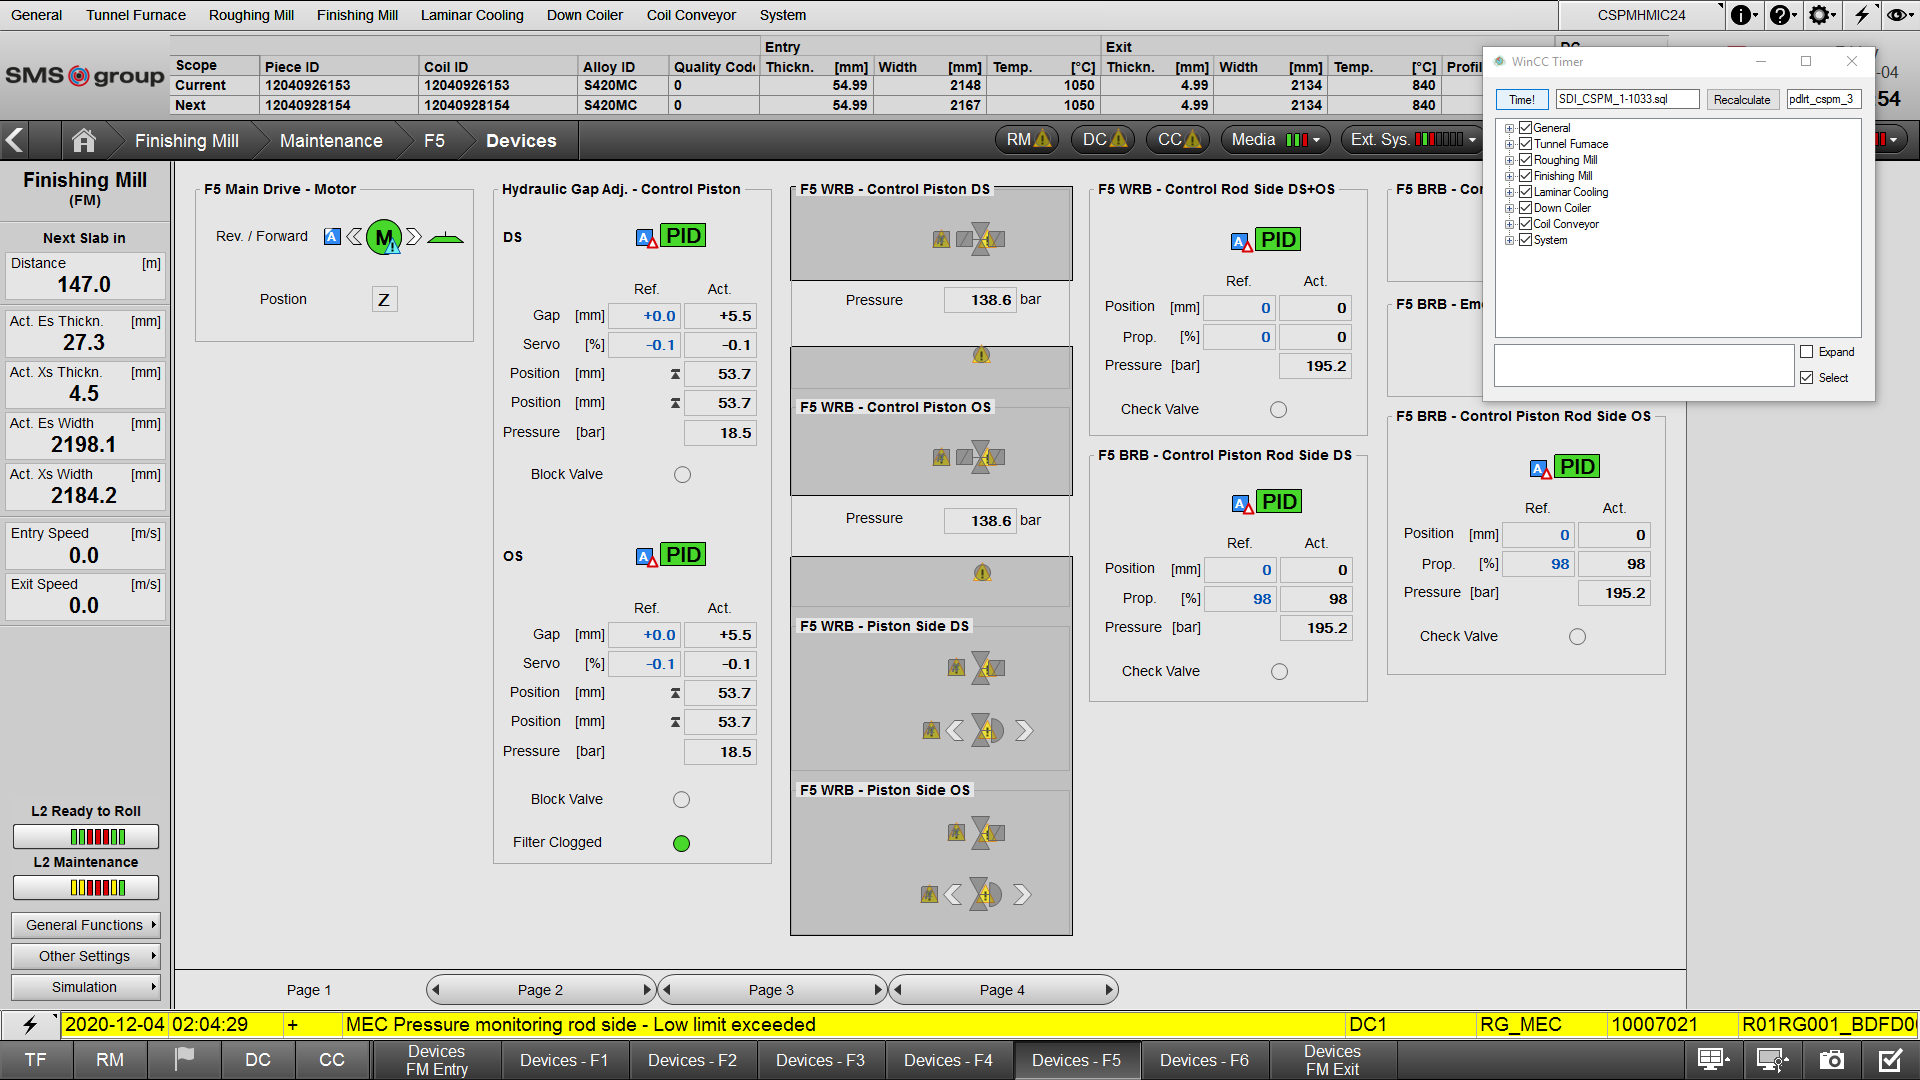 General Tunnel Furnace Roughing Mill Finishing Mill Laminar Cooling Down Coiler Coil Conveyor System CSPMHMIC24
SMS group
Entry Exit
Scope Piece ID Coil ID Alloy ID Quality Code Thickn. [mm] Width [mm] Temp. [°C] Thickn. [mm] Width [mm] Temp. [°C]
Current 12040926153 12040926153 S420MC 0 54.99 2148 1050 4.99 2134 840
Next 12040928154 12040928154 S420MC 0 54.99 2167 1050 4.99 2134 840
-04
54
Finishing Mill Maintenance F5 Devices RM DC CC Media Ext. Sys.
WinCC Timer
Time! SDI_CSPM_1-1033.sql Recalculate pdlrt_cspm_3
General
Tunnel Furnace
Roughing Mill
Finishing Mill
Laminar Cooling
Down Coiler
Coil Conveyor
System
Expand
Select
Finishing Mill
(FM)
Next Slab in
Distance [m]
147.0
Act. Es Thickn. [mm]
27.3
Act. Xs Thickn. [mm]
4.5
Act. Es Width [mm]
2198.1
Act. Xs Width [mm]
2184.2
Entry Speed [m/s]
0.0
Exit Speed [m/s]
0.0
L2 Ready to Roll
L2 Maintenance
General Functions
Other Settings
Simulation
F5 Main Drive - Motor
Rev. / Forward A M
Postion Z
Hydraulic Gap Adj. - Control Piston
DS A PID
Ref. Act.
Gap [mm] +0.0 +5.5
Servo [%] -0.1 -0.1
Position [mm] 53.7
Position [mm] 53.7
Pressure [bar] 18.5
Block Valve
OS A PID
Ref. Act.
Gap [mm] +0.0 +5.5
Servo [%] -0.1 -0.1
Position [mm] 53.7
Position [mm] 53.7
Pressure [bar] 18.5
Block Valve
Filter Clogged
F5 WRB - Control Piston DS
Pressure 138.6 bar
F5 WRB - Control Piston OS
Pressure 138.6 bar
F5 WRB - Piston Side DS
F5 WRB - Piston Side OS
F5 WRB - Control Rod Side DS+OS
A PID
Ref. Act.
Position [mm] 0 0
Prop. [%] 0 0
Pressure [bar] 195.2
Check Valve
F5 BRB - Control Piston Rod Side DS
A PID
Ref. Act.
Position [mm] 0 0
Prop. [%] 98 98
Pressure [bar] 195.2
Check Valve
F5 BRB - Control Piston Rod Side OS
A PID
Ref. Act.
Position [mm] 0 0
Prop. [%] 98 98
Pressure [bar] 195.2
Check Valve
Page 1 Page 2 Page 3 Page 4
2020-12-04 02:04:29 + MEC Pressure monitoring rod side - Low limit exceeded DC1 RG_MEC 10007021
TF RM DC CC Devices FM Entry Devices - F1 Devices - F2 Devices - F3 Devices - F4 Devices - F5 Devices - F6 Devices FM Exit